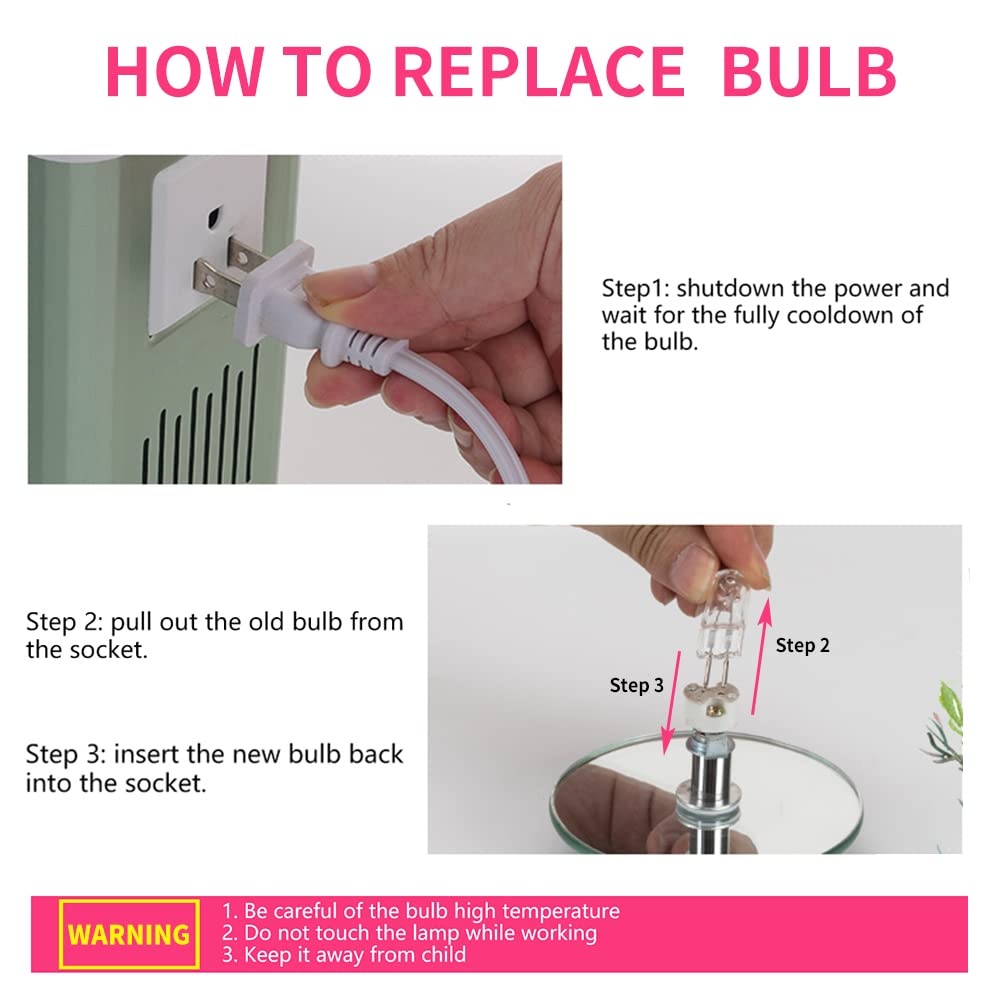 HOW TO REPLACE BULB
Step1: shutdown the power and
wait for the fully cooldown of
the bulb.
Step 2: pull out the old bulb from
the socket.
Step 2
Step 3
Step 3: insert the new bulb back
into the socket.
WARNING
1. Be careful of the bulb high temperature
2. Do not touch the lamp while working
3. Keep it away from child